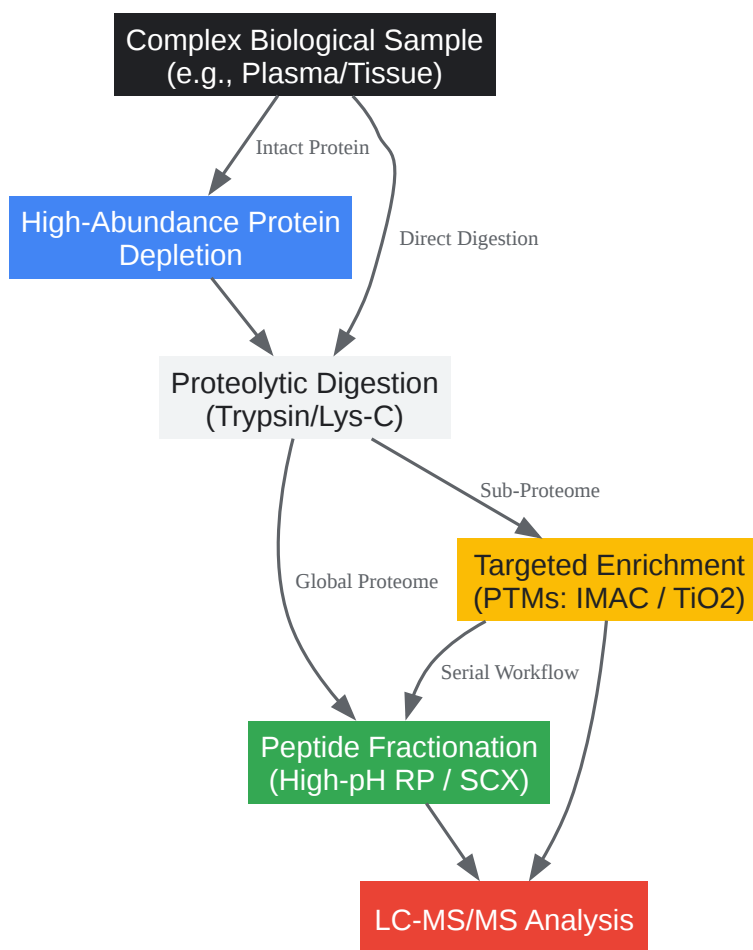 Complex Biological Sample
(e.g., Plasma/Tissue)
Intact Protein
High-Abundance Protein
Depletion
Direct Digestion
Proteolytic Digestion
(Trypsin/Lys-C)
Sub-Proteome
Targeted Enrichment
(PTMs: IMAC / TiO2)
Global Proteome
Serial Workflow
Peptide Fractionation
(High-pH RP / SCX)
LC-MS/MS Analysis